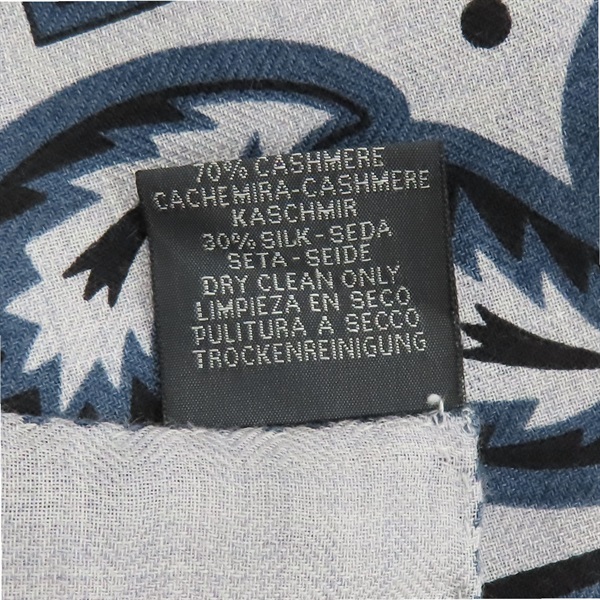 70% CASHMERE
CACHEMIRA-CASHMERE
KASCHMIR
30% SILK-SEDA
SETA-SEIDE
DRY CLEAN ONLY
LIMPIEZA EN SECO
PULITURA A SECCO
TROCKENREINIGUNG